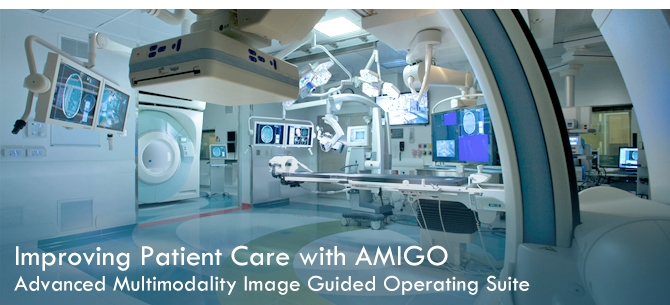 Improving Patient Care with AMIGO
Advanced Multimodality Image Guided Operating Suite